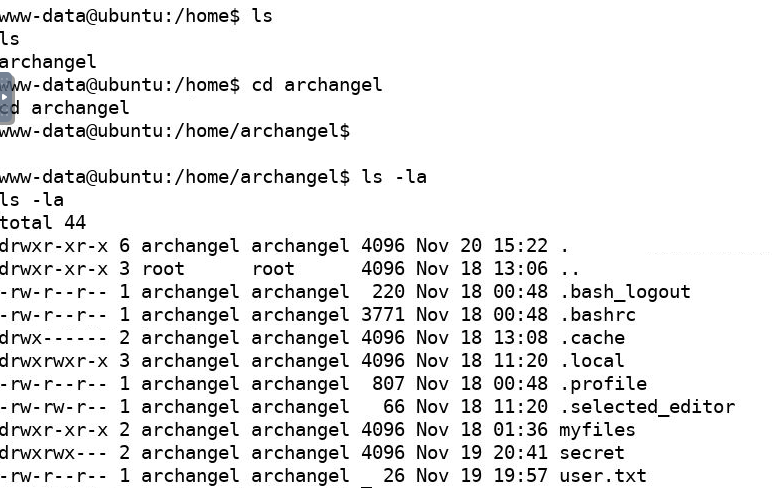 www-data@ubuntu:/home$ ls
ls
archangel
www-data@ubuntu:/home$ cd archangel
cd archangel
www-data@ubuntu:/home/archangel$
www-data@ubuntu:/home/archangel$ ls -la
ls -la
total 44
drwxr-xr-x 6 archangel archangel 4096 Nov 20 15:22 .
drwxr-xr-x 3 root      root      4096 Nov 18 13:06 ..
-rw-r--r-- 1 archangel archangel  220 Nov 18 00:48 .bash_logout
-rw-r--r-- 1 archangel archangel 3771 Nov 18 00:48 .bashrc
drwx------ 2 archangel archangel 4096 Nov 18 13:08 .cache
drwxrwxr-x 3 archangel archangel 4096 Nov 18 11:20 .local
-rw-r--r-- 1 archangel archangel  807 Nov 18 00:48 .profile
-rw-rw-r-- 1 archangel archangel   66 Nov 18 11:20 .selected_editor
drwxr-xr-x 2 archangel archangel 4096 Nov 18 01:36 myfiles
drwxrwx--- 2 archangel archangel 4096 Nov 19 20:41 secret
-rw-r--r-- 1 archangel archangel   26 Nov 19 19:57 user.txt